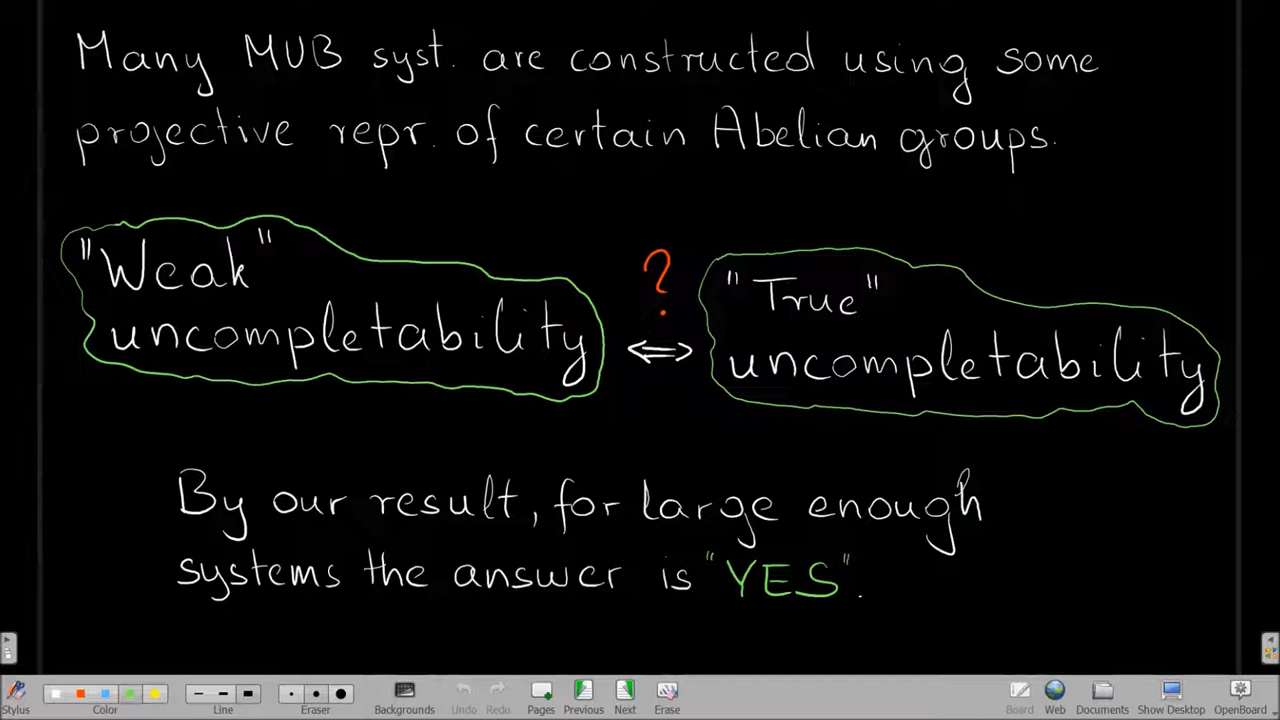 Many MUB syst. are constructed using some
projective repr. of certain Abelian groups.
"Weak"
uncompletability
?
⇔
"True"
uncompletability
By our result, for large enough
systems the answer is "YES".
Stylus
Color
Line
Eraser
Backgrounds
Undo
Redo
Pages
Previous
Next
Erase
Board
Web
Documents
Show Desktop
OpenBoard